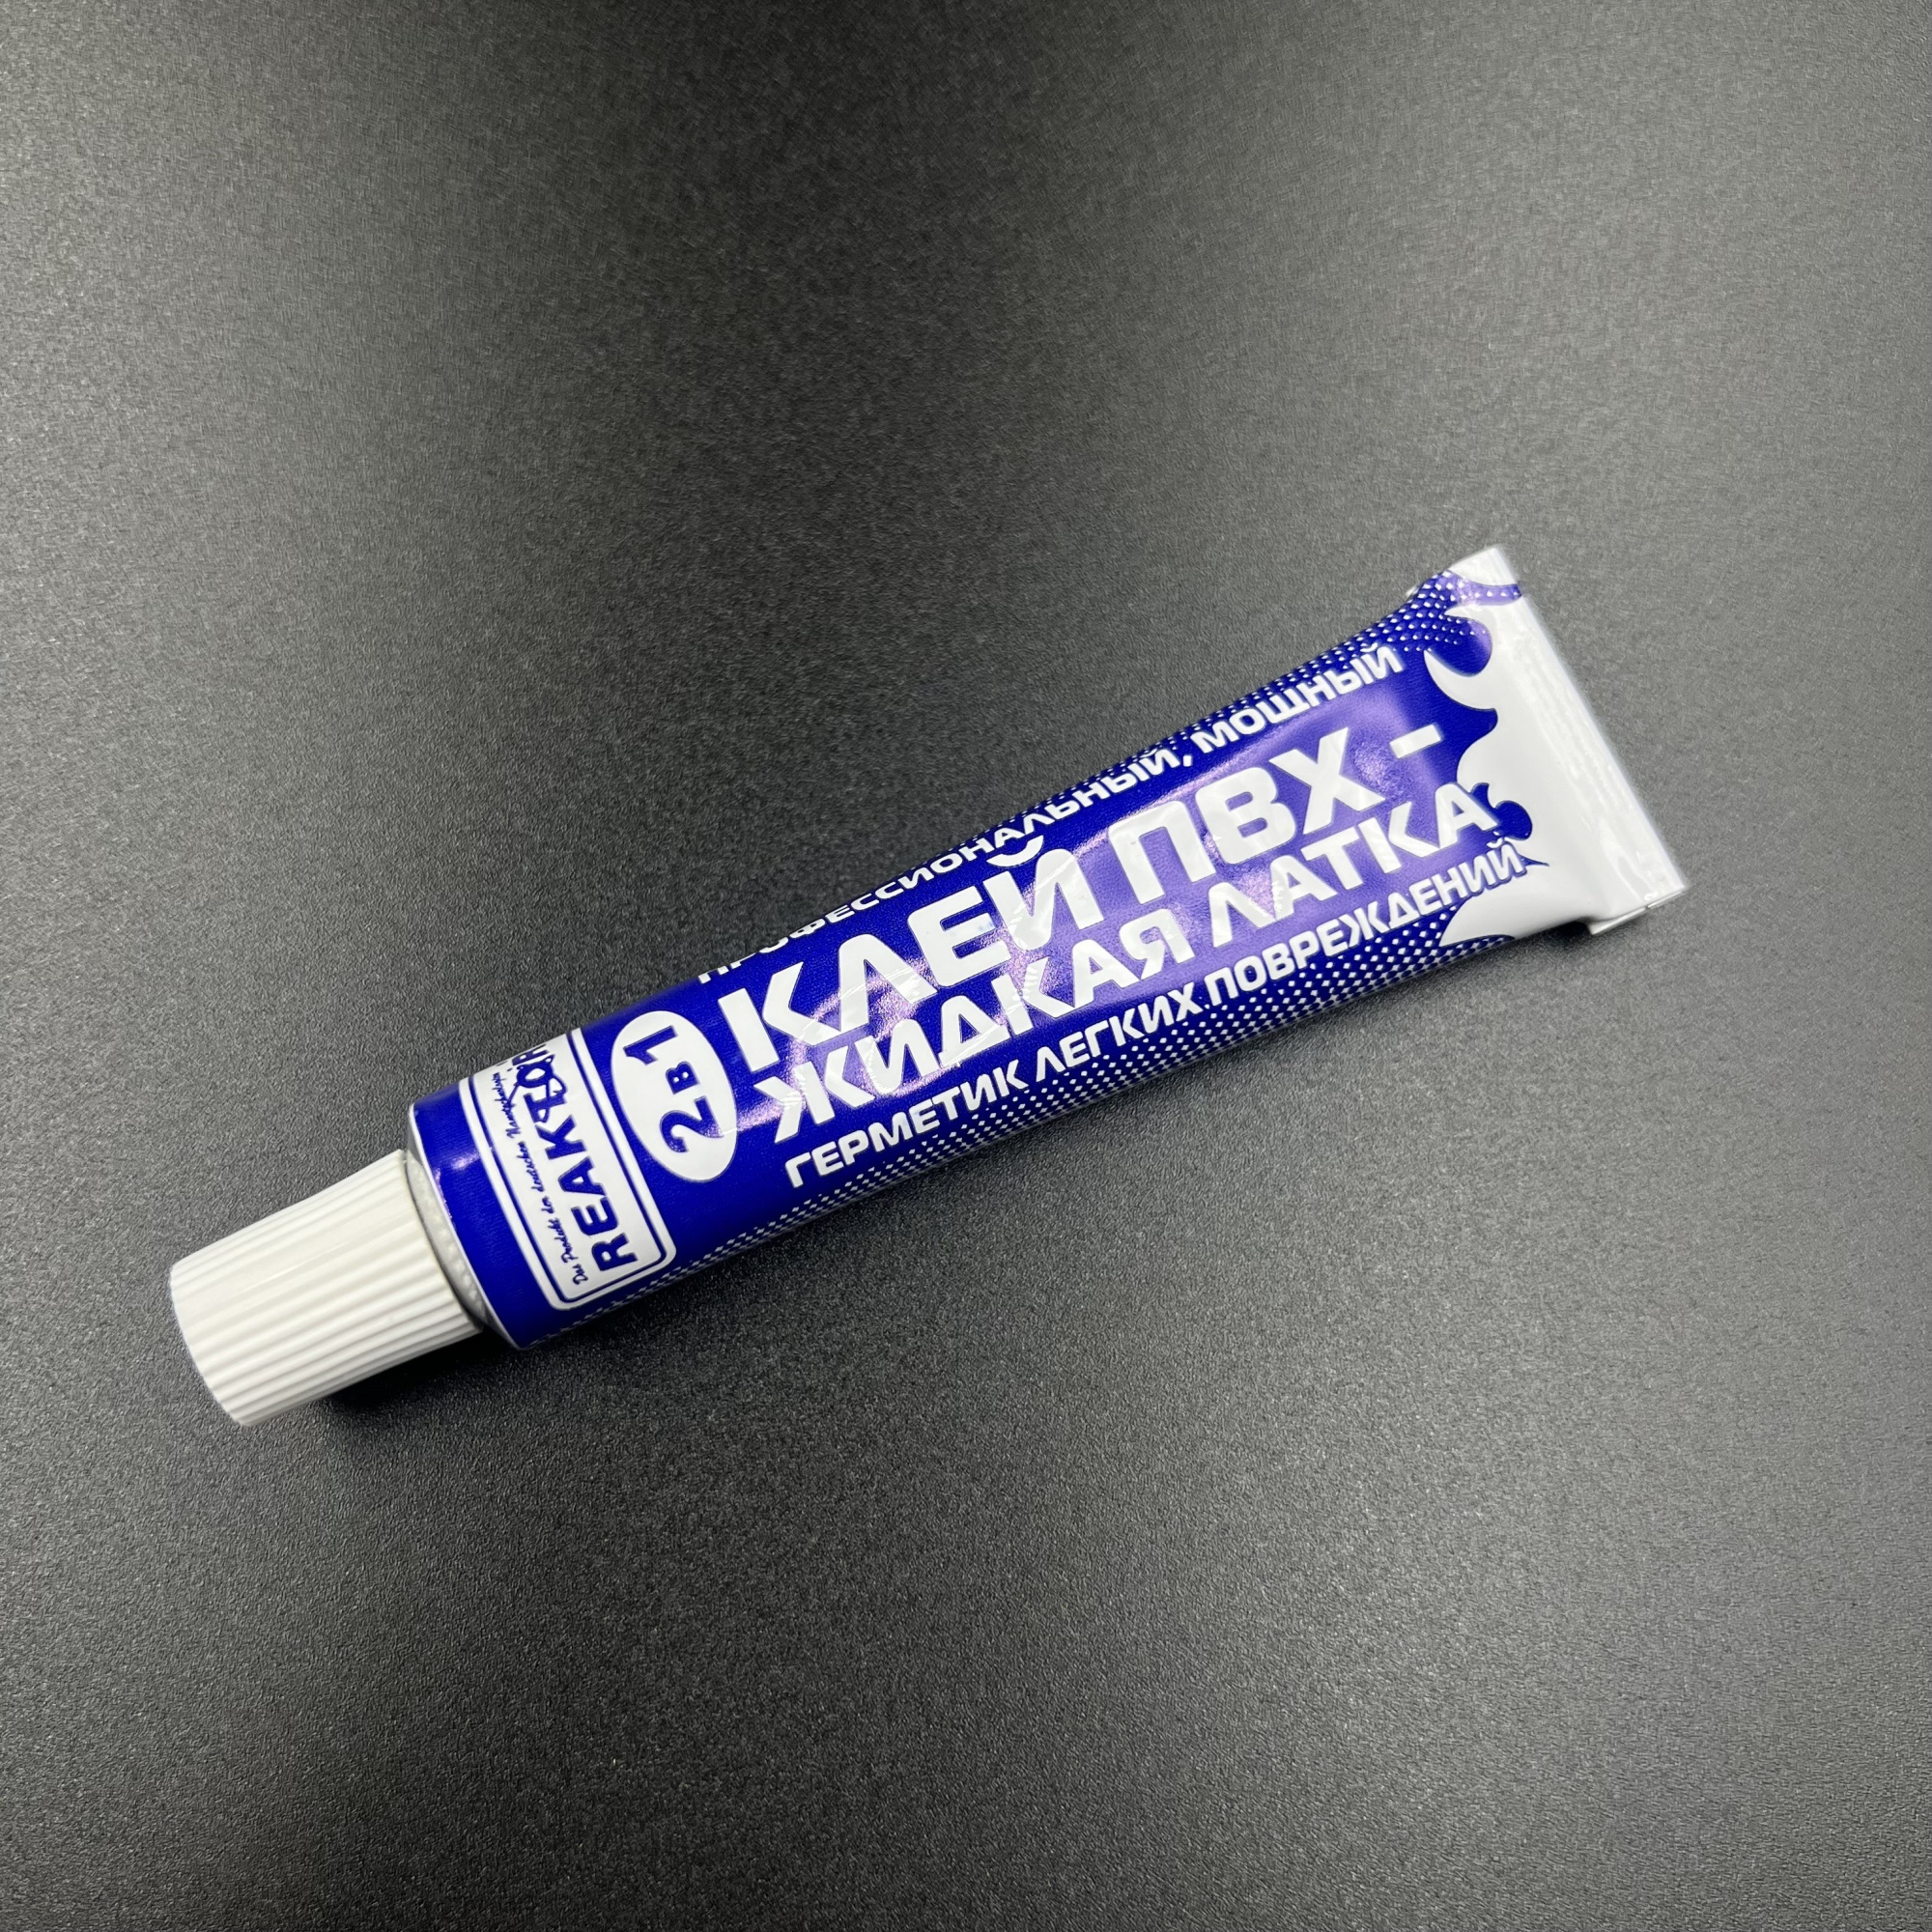 REAKTOR
2в1
ПРОФЕССИОНАЛЬНЫЙ, МОЩНЫЙ
КЛЕЙ ПВХ -
ЖИДКАЯ ЛАТКА
ГЕРМЕТИК ЛЕГКИХ ПОВРЕЖДЕНИЙ